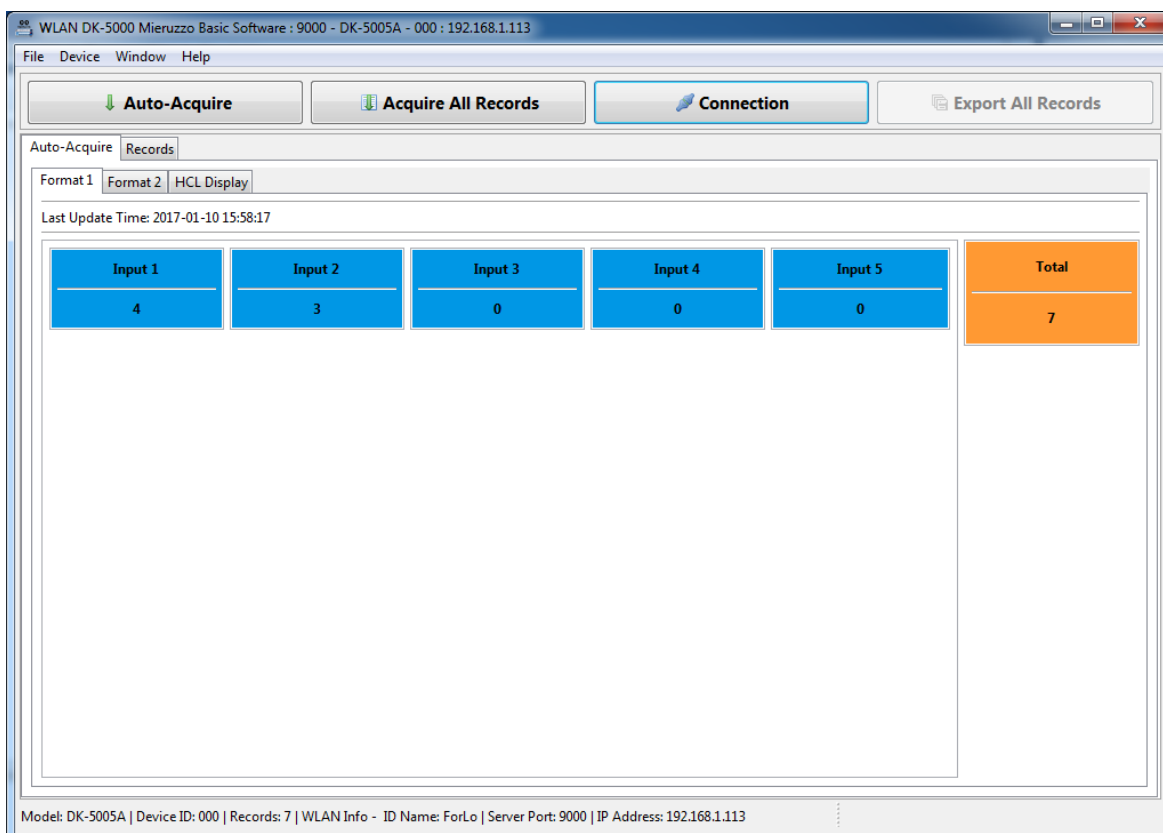 WLAN DK-5000 Mieruzzo Basic Software : 9000 - DK-5005A - 000 : 192.168.1.113
File Device Window Help
Auto-Acquire Acquire All Records Connection Export All Records
Auto-Acquire Records
Format 1 Format 2 HCL Display
Last Update Time: 2017-01-10 15:58:17
Input 1 Input 2 Input 3 Input 4 Input 5 Total
4 3 0 0 0 7
Model: DK-5005A | Device ID: 000 | Records: 7 | WLAN Info - ID Name: ForLo | Server Port: 9000 | IP Address: 192.168.1.113